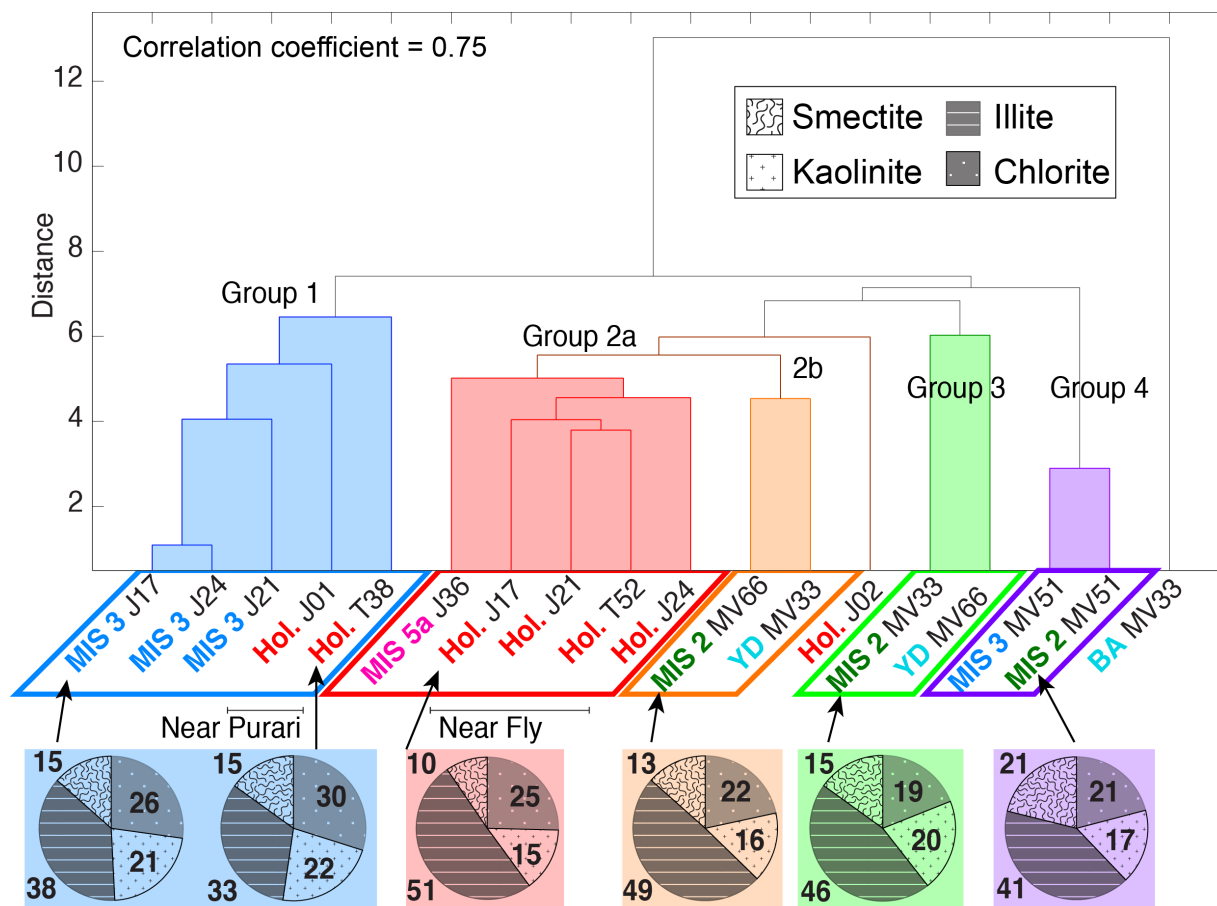 Correlation coefficient = 0.75
Smectite Illite
Kaolinite Chlorite
Distance
12
10
8
6
4
2
Group 1
Group 2a
2b
Group 3
Group 4
MIS 3 J17
MIS 3 J24
MIS 3 J21
Hol. J01
Hol. T38
MIS 5a J36
Hol. J17
Hol. J21
Hol. T52
Hol. J24
MIS 2 MV66
YD MV33
Hol. J02
MIS 2 MV33
YD MV66
MIS 3 MV51
MIS 2 MV51
BA MV33
Near Purari
Near Fly
15 26 21 38
15 30 22 33
10 25 15 51
13 22 16 49
15 19 20 46
21 21 17 41